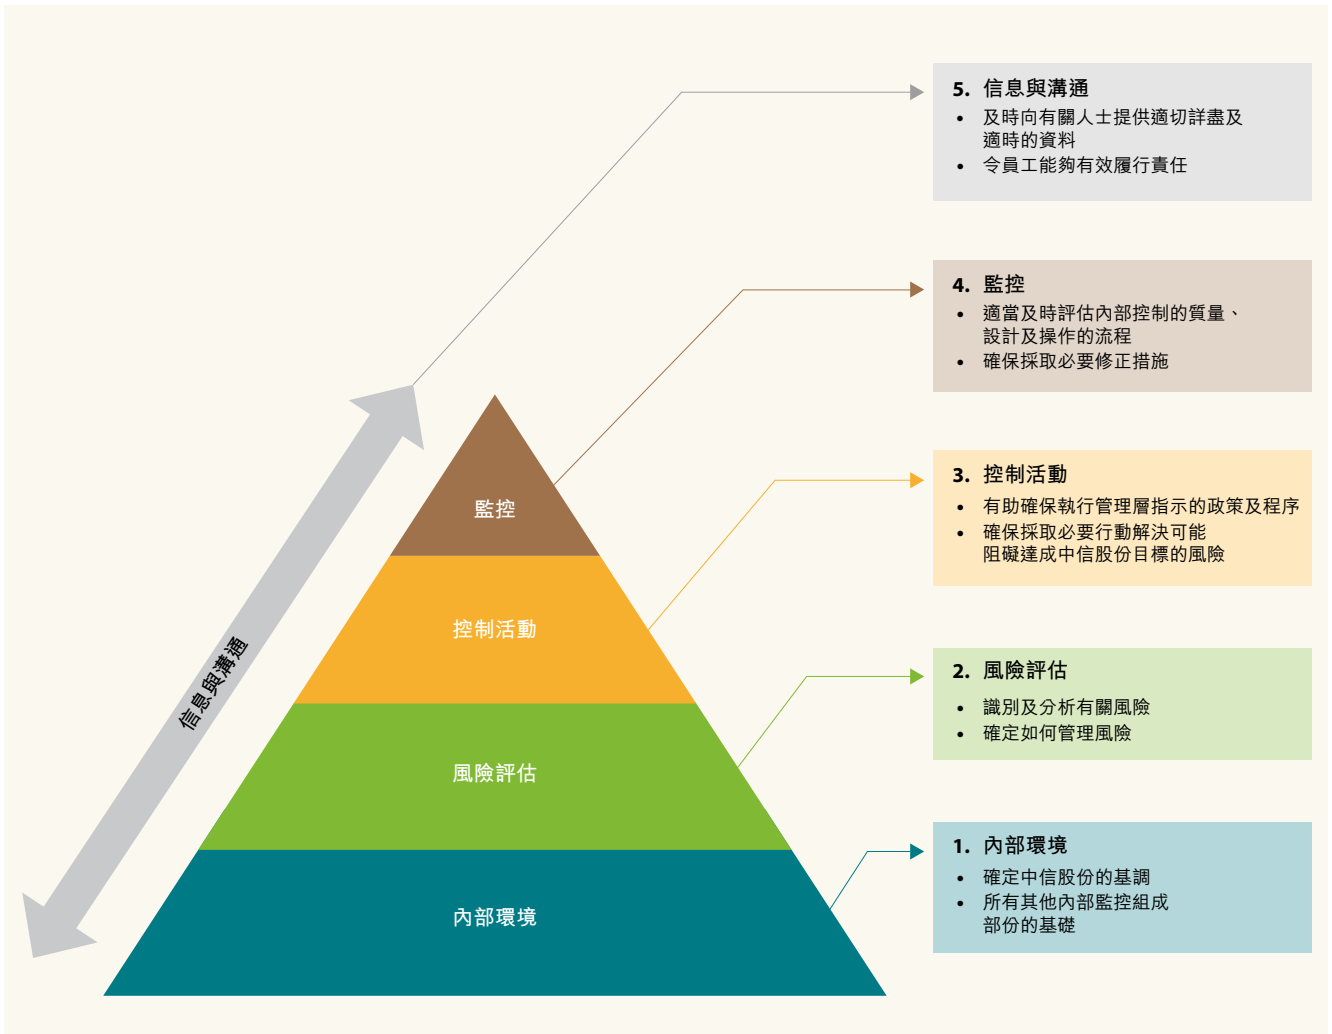 5. 信息與溝通
• 及時向有關人士提供適切詳盡及
適時的資料
• 令員工能夠有效履行責任
4. 監控
• 適當及時評估內部控制的質量、
設計及操作的流程
• 確保採取必要修正措施
3. 控制活動
• 有助確保執行管理層指示的政策及程序
• 確保採取必要行動解決可能
阻礙達成中信股份目標的風險
2. 風險評估
• 識別及分析有關風險
• 確定如何管理風險
1. 內部環境
• 確定中信股份的基調
• 所有其他內部監控組成
部份的基礎
信息與溝通
監控
控制活動
風險評估
內部環境